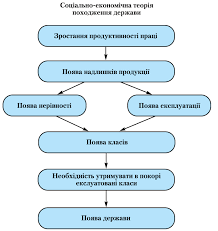 Соціально-економічна теорія
походження держави
Зростання продуктивності праці
Поява надлишків продукції
Поява нерівності
Поява експлуатації
Поява класів
Необхідність утримувати в покорі
експлуатовані класи
Поява держави